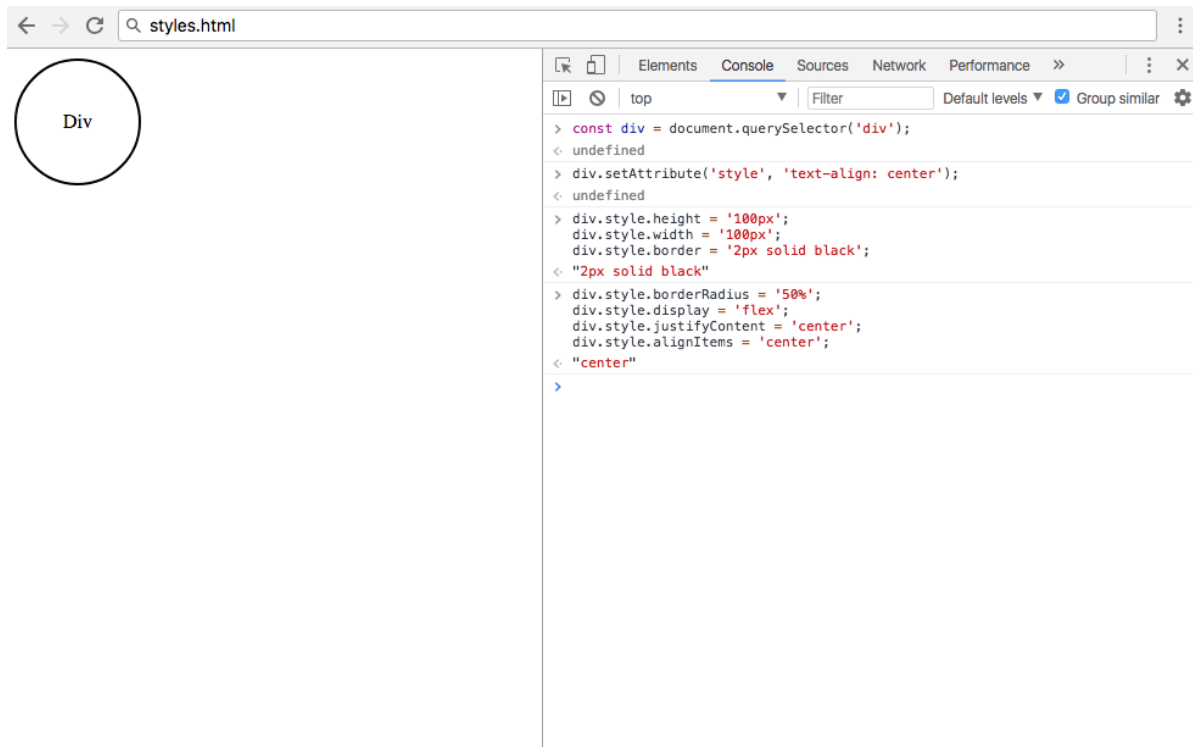 styles.html
Div
Elements Console Sources Network Performance »
top Filter Default levels Group similar
> const div = document.querySelector('div');
< undefined
> div.setAttribute('style', 'text-align: center');
< undefined
> div.style.height = '100px';
div.style.width = '100px';
div.style.border = '2px solid black';
< "2px solid black"
> div.style.borderRadius = '50%';
div.style.display = 'flex';
div.style.justifyContent = 'center';
div.style.alignItems = 'center';
< "center"
>